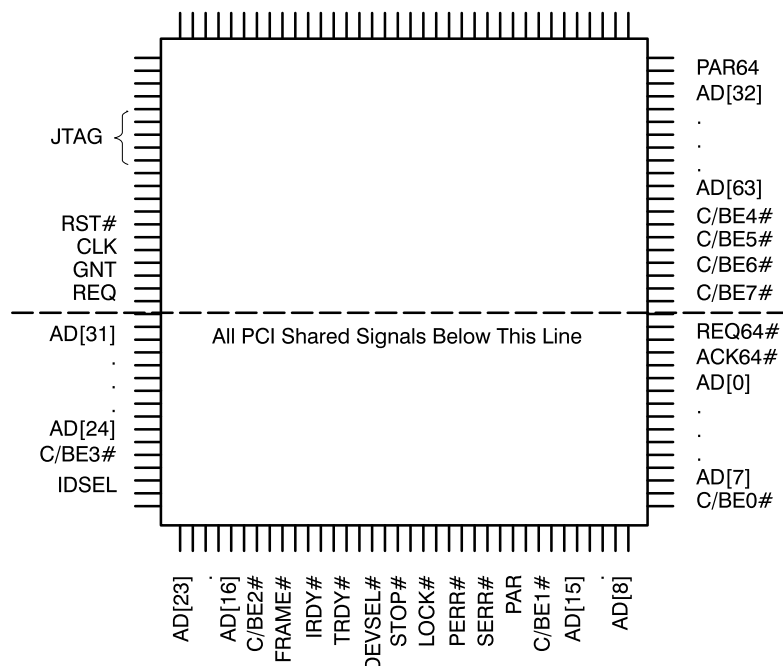 JTAG
RST#
CLK
GNT
REQ
PAR64
AD[32]
.
.
.
AD[63]
C/BE4#
C/BE5#
C/BE6#
C/BE7#
All PCI Shared Signals Below This Line
AD[31]
.
.
.
AD[24]
C/BE3#
IDSEL
REQ64#
ACK64#
AD[0]
.
.
.
AD[7]
C/BE0#
AD[23]
.
AD[16]
C/BE2#
FRAME#
IRDY#
TRDY#
DEVSEL#
STOP#
LOCK#
PERR#
SERR#
PAR
C/BE1#
AD[15]
.
AD[8]